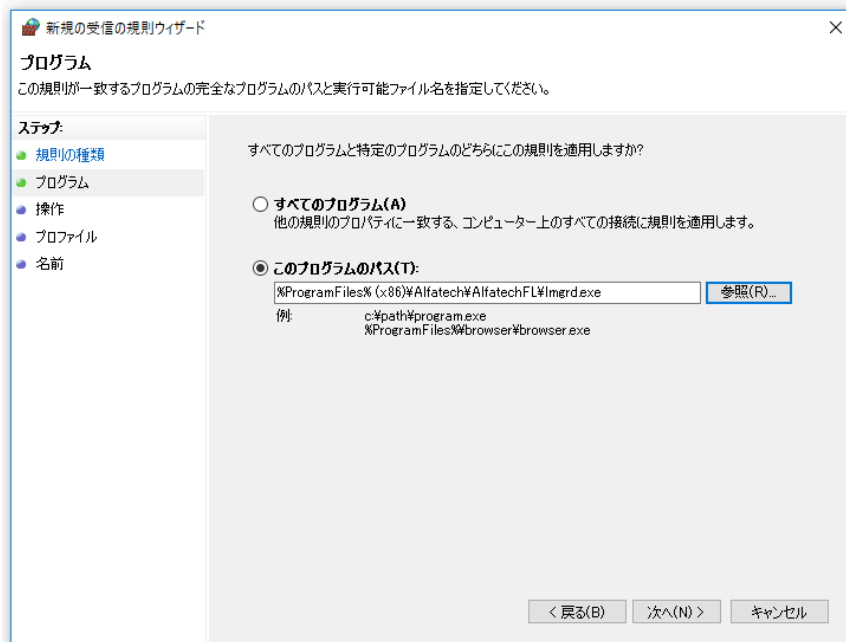 新規の受信の規則ウィザード
プログラム
この規則が一致するプログラムの完全なプログラムのパスと実行可能ファイル名を指定してください。
ステップ:
規則の種類
プログラム
操作
プロファイル
名前
すべてのプログラムと特定のプログラムのどちらにこの規則を適用しますか?
すべてのプログラム(A)
他の規則のプロパティに一致する、コンピューター上のすべての接続に規則を適用します。
このプログラムのパス(T):
%ProgramFiles% (x86)¥Alfatech¥AlfatechFL¥lmgrd.exe
参照(R)...
例: c:¥path¥program.exe
%ProgramFiles%¥browser¥browser.exe
< 戻る(B)
次へ(N) >
キャンセル